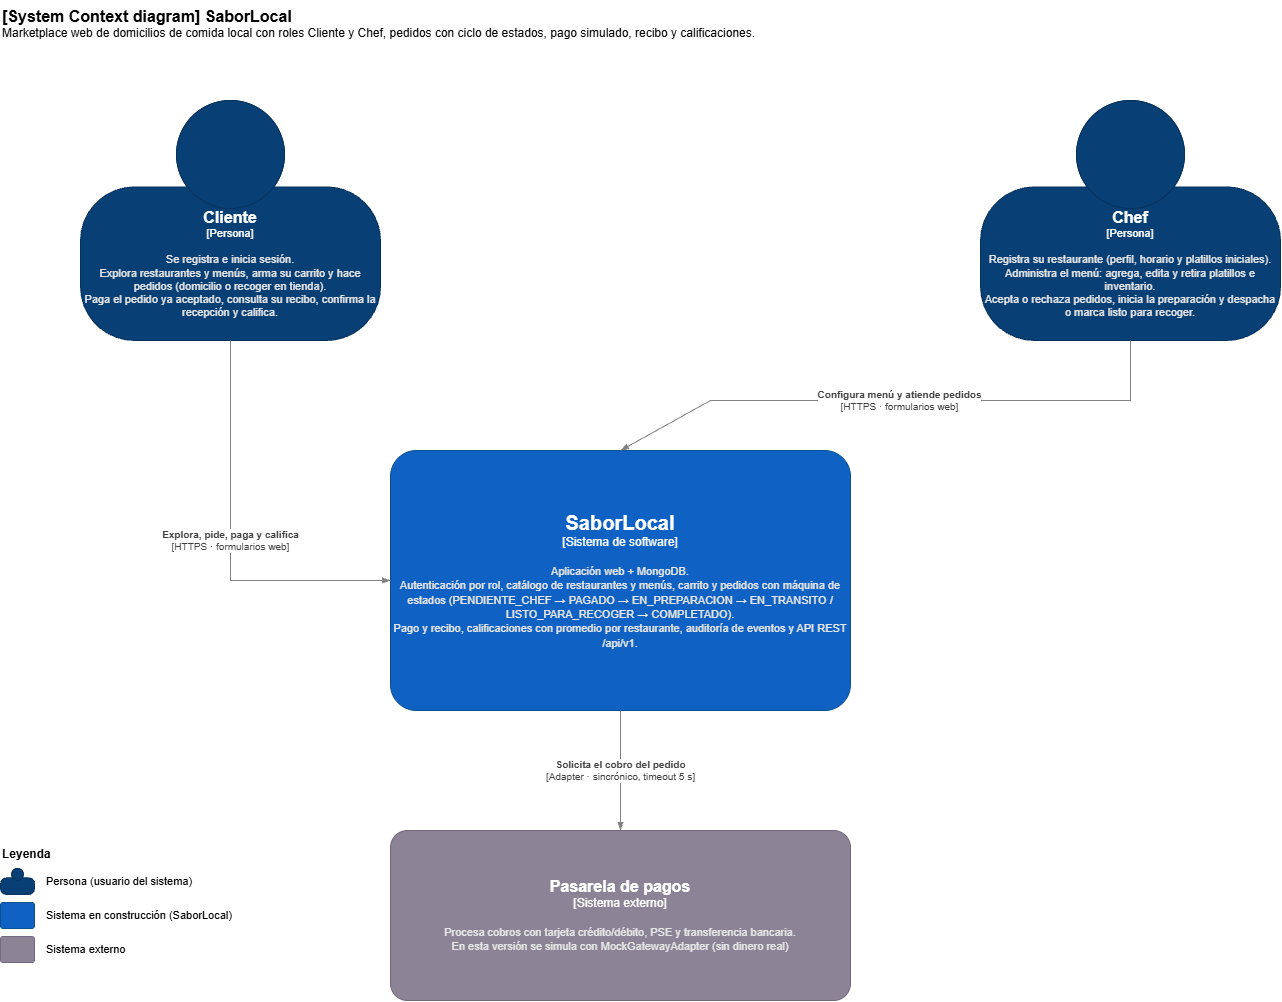 [System Context diagram] SaborLocal
Marketplace web de domicilios de comida local con roles Cliente y Chef, pedidos con ciclo de estados, pago simulado, recibo y calificaciones.
Cliente
[Persona]
Se registra e inicia sesión.
Explora restaurantes y menús, arma su carrito y hace
pedidos (domicilio o recoger en tienda).
Paga el pedido ya aceptado, consulta su recibo, confirma la
recepción y califica.
Chef
[Persona]
Registra su restaurante (perfil, horario y platillos iniciales).
Administra el menú: agrega, edita y retira platillos e
inventario.
Acepta o rechaza pedidos, inicia la preparación y despacha
o marca listo para recoger.
Configura menú y atiende pedidos
[HTTPS · formularios web]
Explora, pide, paga y califica
[HTTPS · formularios web]
SaborLocal
[Sistema de software]
Aplicación web + MongoDB.
Autenticación por rol, catálogo de restaurantes y menús, carrito y pedidos con máquina de
estados (PENDIENTE_CHEF → PAGADO → EN_PREPARACION → EN_TRANSITO /
LISTO_PARA_RECOGER → COMPLETADO).
Pago y recibo, calificaciones con promedio por restaurante, auditoría de eventos y API REST
/api/v1.
Solicita el cobro del pedido
[Adapter · sincrónico, timeout 5 s]
Pasarela de pagos
[Sistema externo]
Procesa cobros con tarjeta crédito/débito, PSE y transferencia bancaria.
En esta versión se simula con MockGatewayAdapter (sin dinero real)
Leyenda
Persona (usuario del sistema)
Sistema en construcción (SaborLocal)
Sistema externo